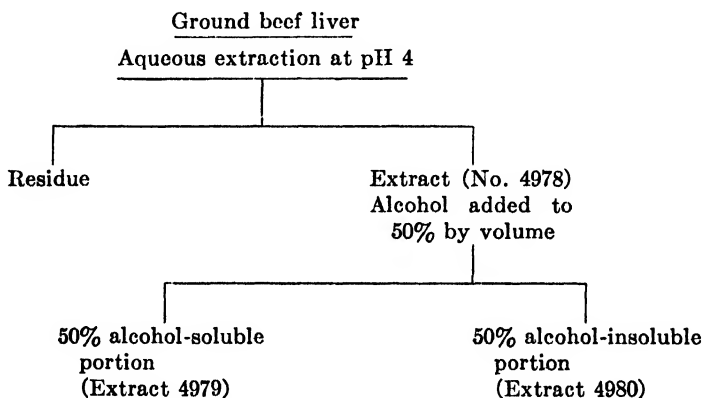 Ground beef liver
Aqueous extraction at pH 4
Residue
Extract (No. 4978)
Alcohol added to
50% by volume
50% alcohol-soluble
portion
(Extract 4979)
50% alcohol-insoluble
portion
(Extract 4980)